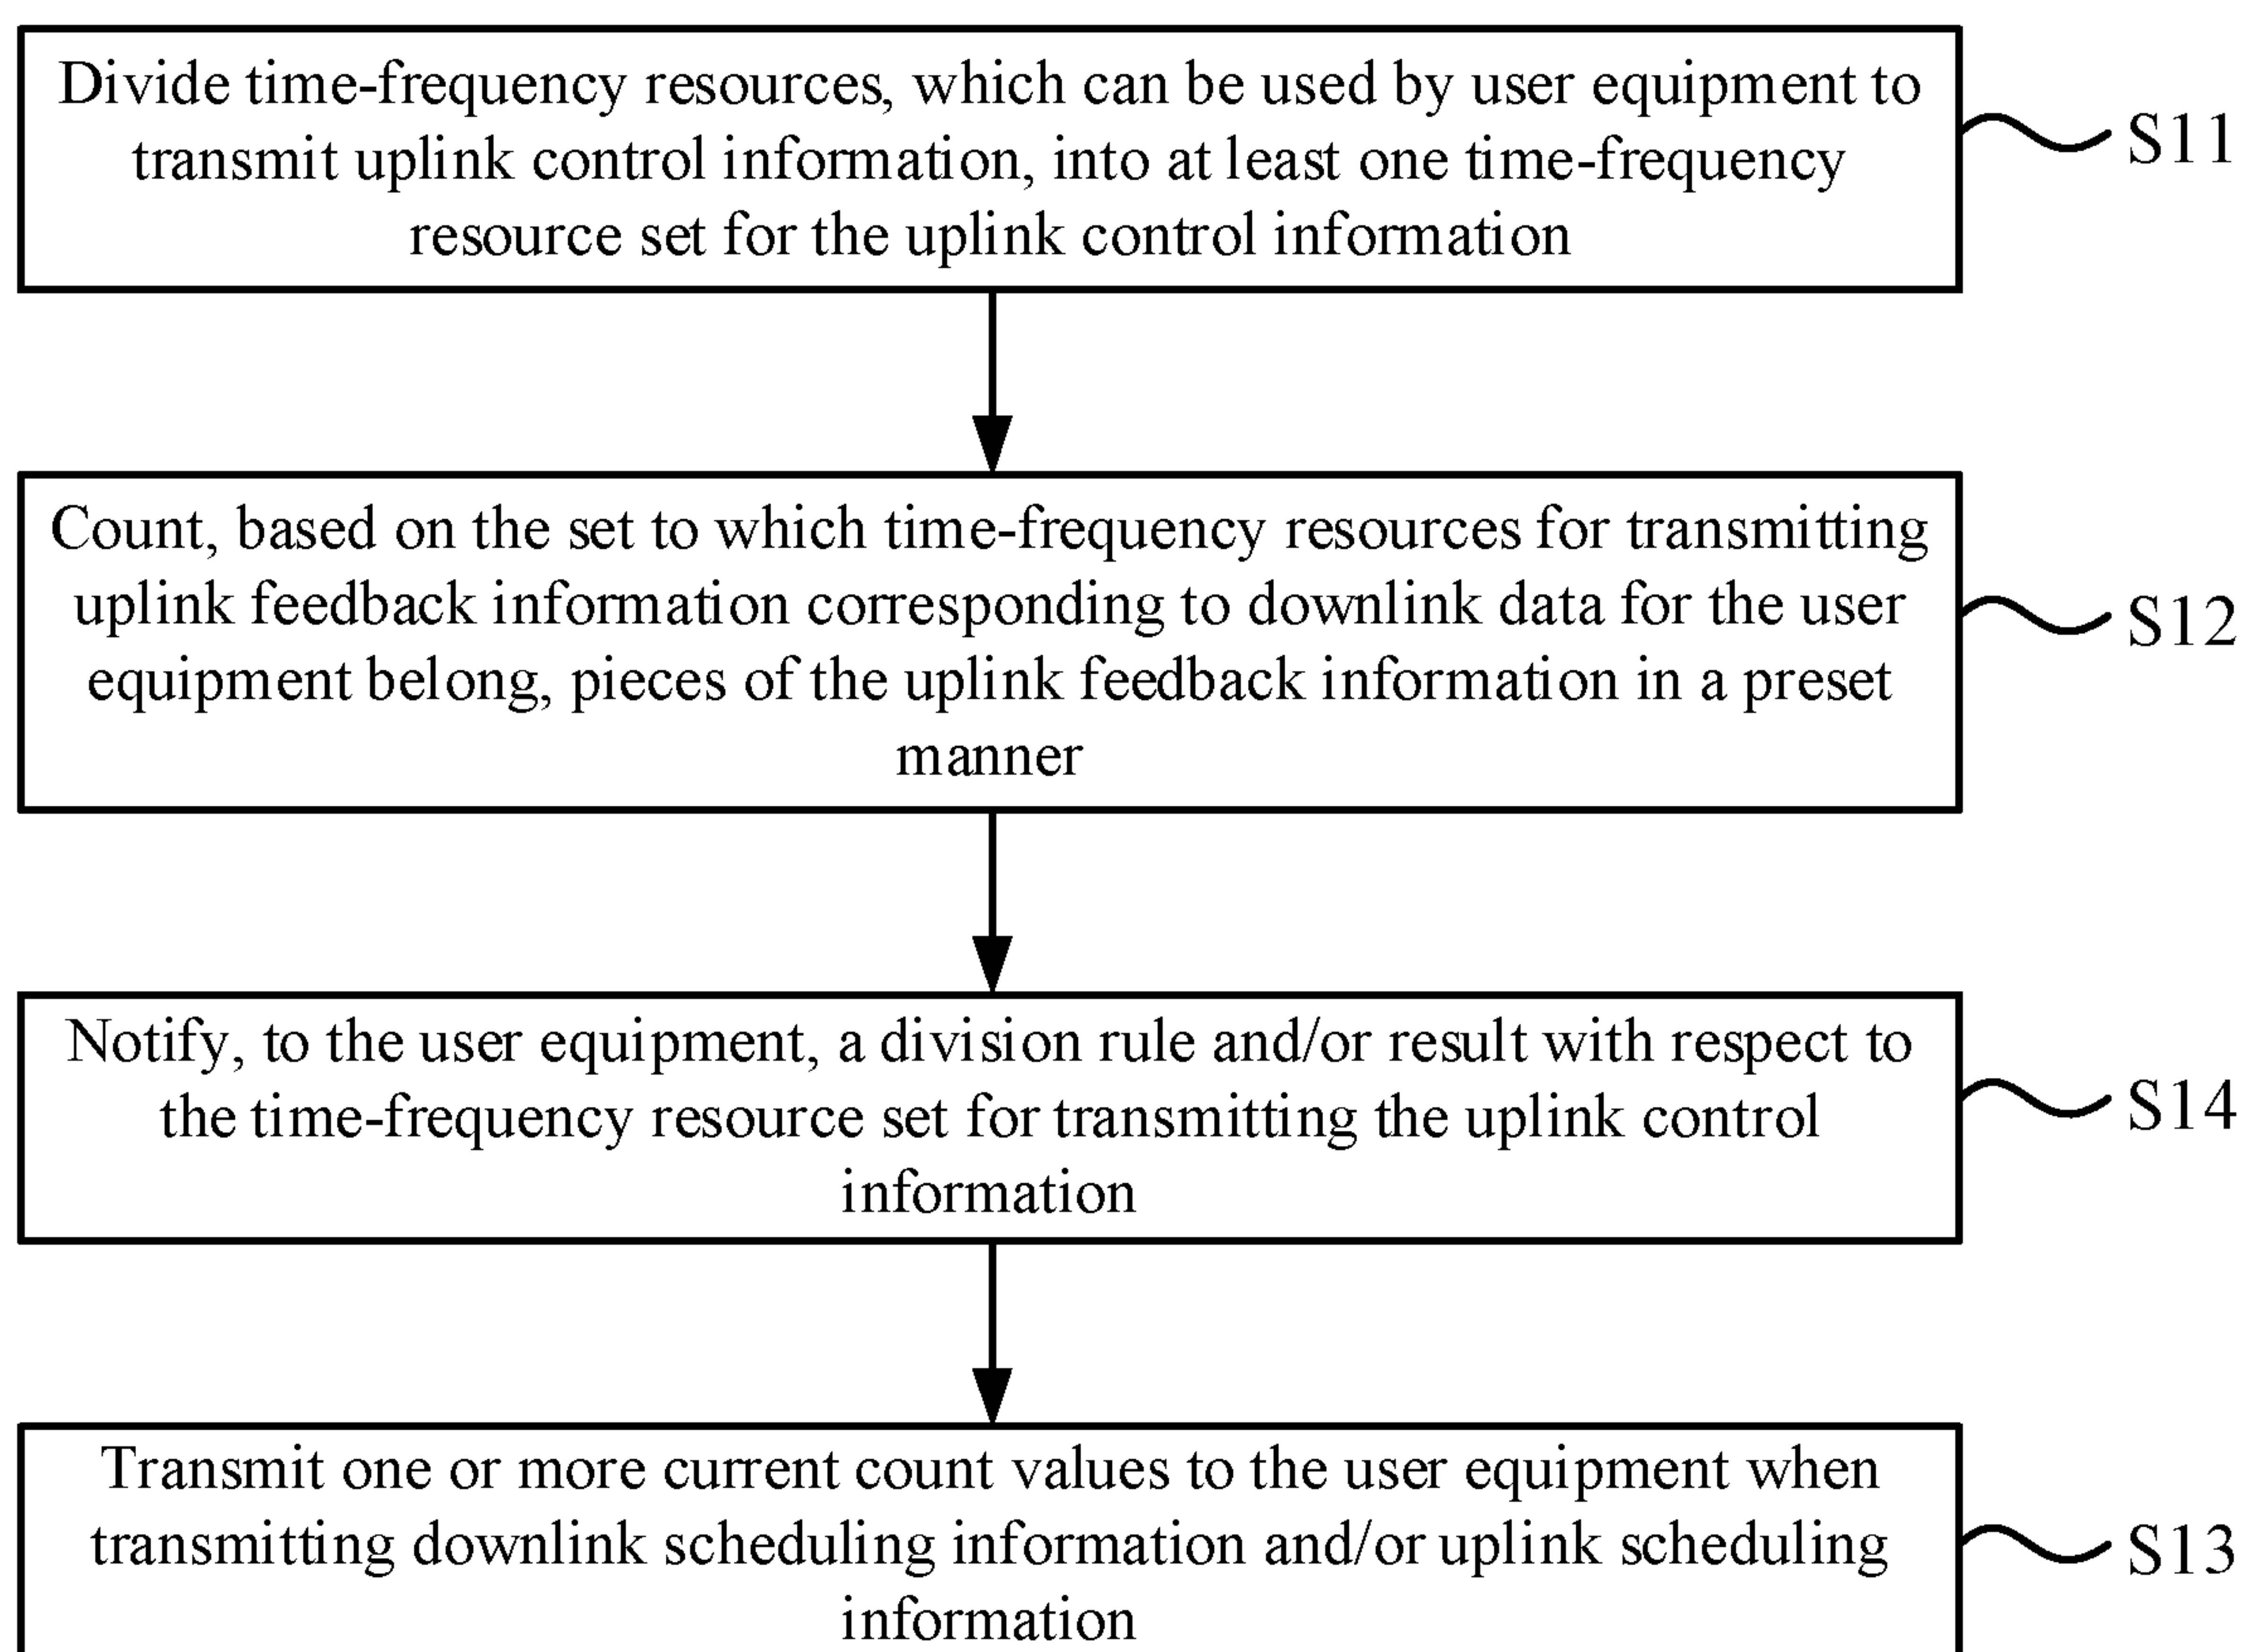 Divide time-frequency resources, which can be used by user equipment to
transmit uplink control information, into at least one time-frequency
resource set for the uplink control information
S11
Count, based on the set to which time-frequency resources for transmitting
uplink feedback information corresponding to downlink data for the user
equipment belong, pieces of the uplink feedback information in a preset
manner
S12
Notify, to the user equipment, a division rule and/or result with respect to
the time-frequency resource set for transmitting the uplink control
information
S14
Transmit one or more current count values to the user equipment when
transmitting downlink scheduling information and/or uplink scheduling
information
S13